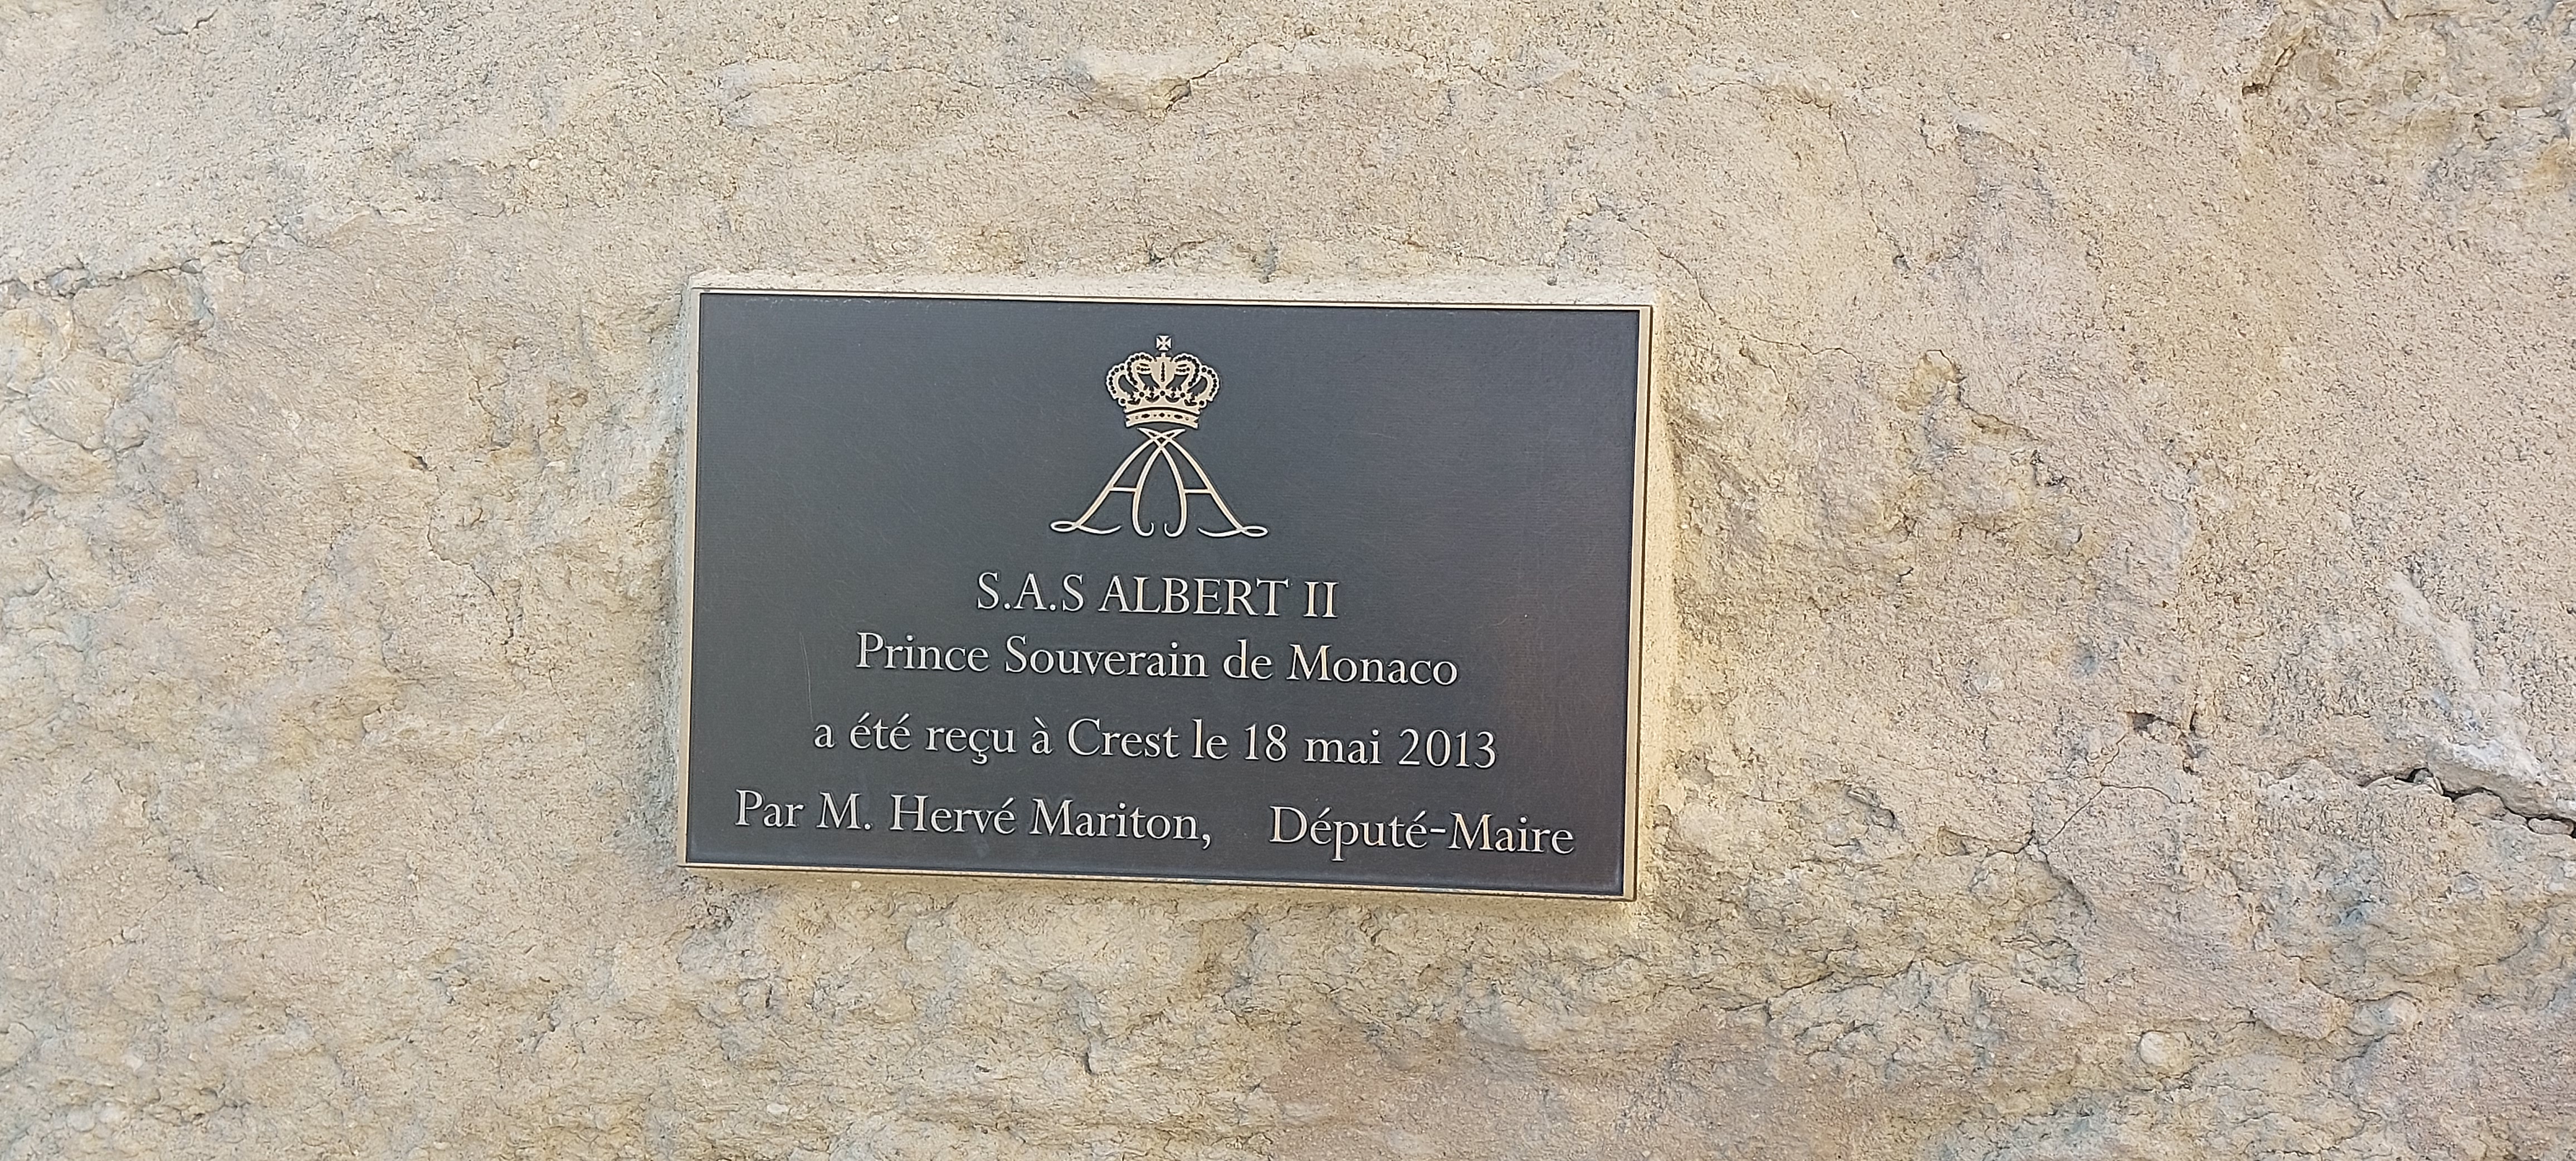 S.A.S ALBERT II
Prince Souverain de Monaco
a été reçu à Crest le 18 mai 2013
Par M. Hervé Mariton, Député-Maire